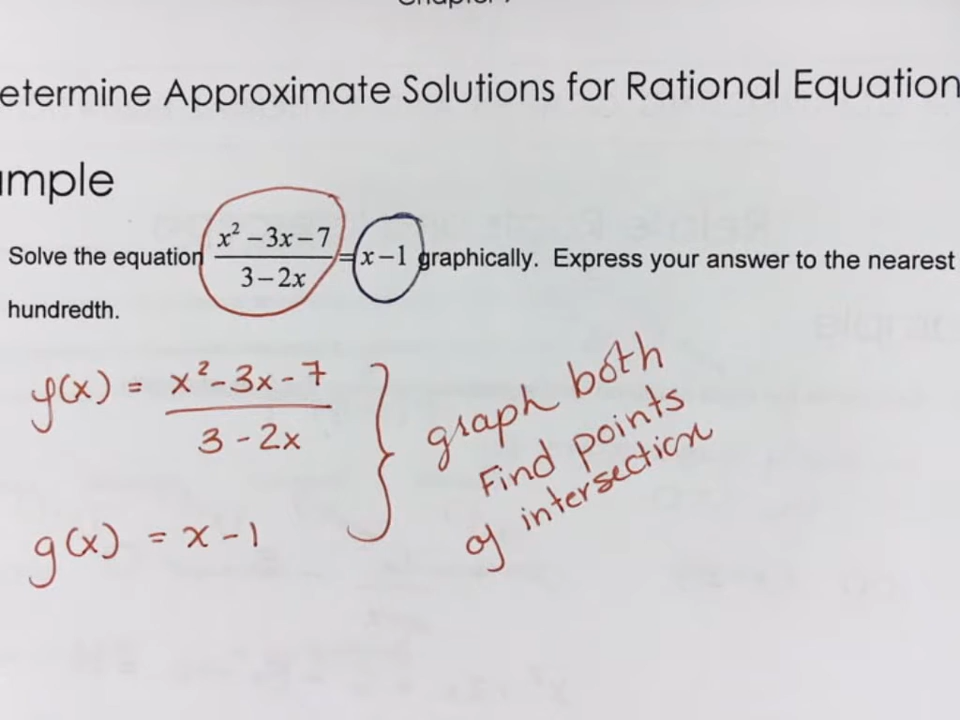 etermine Approximate Solutions for Rational Equation
mple
Solve the equation (x² − 3x − 7)/(3 − 2x) = x − 1 graphically. Express your answer to the nearest
hundredth.
f(x) = (x² - 3x - 7)/(3 - 2x)
g(x) = x - 1
graph both
Find points
of intersection